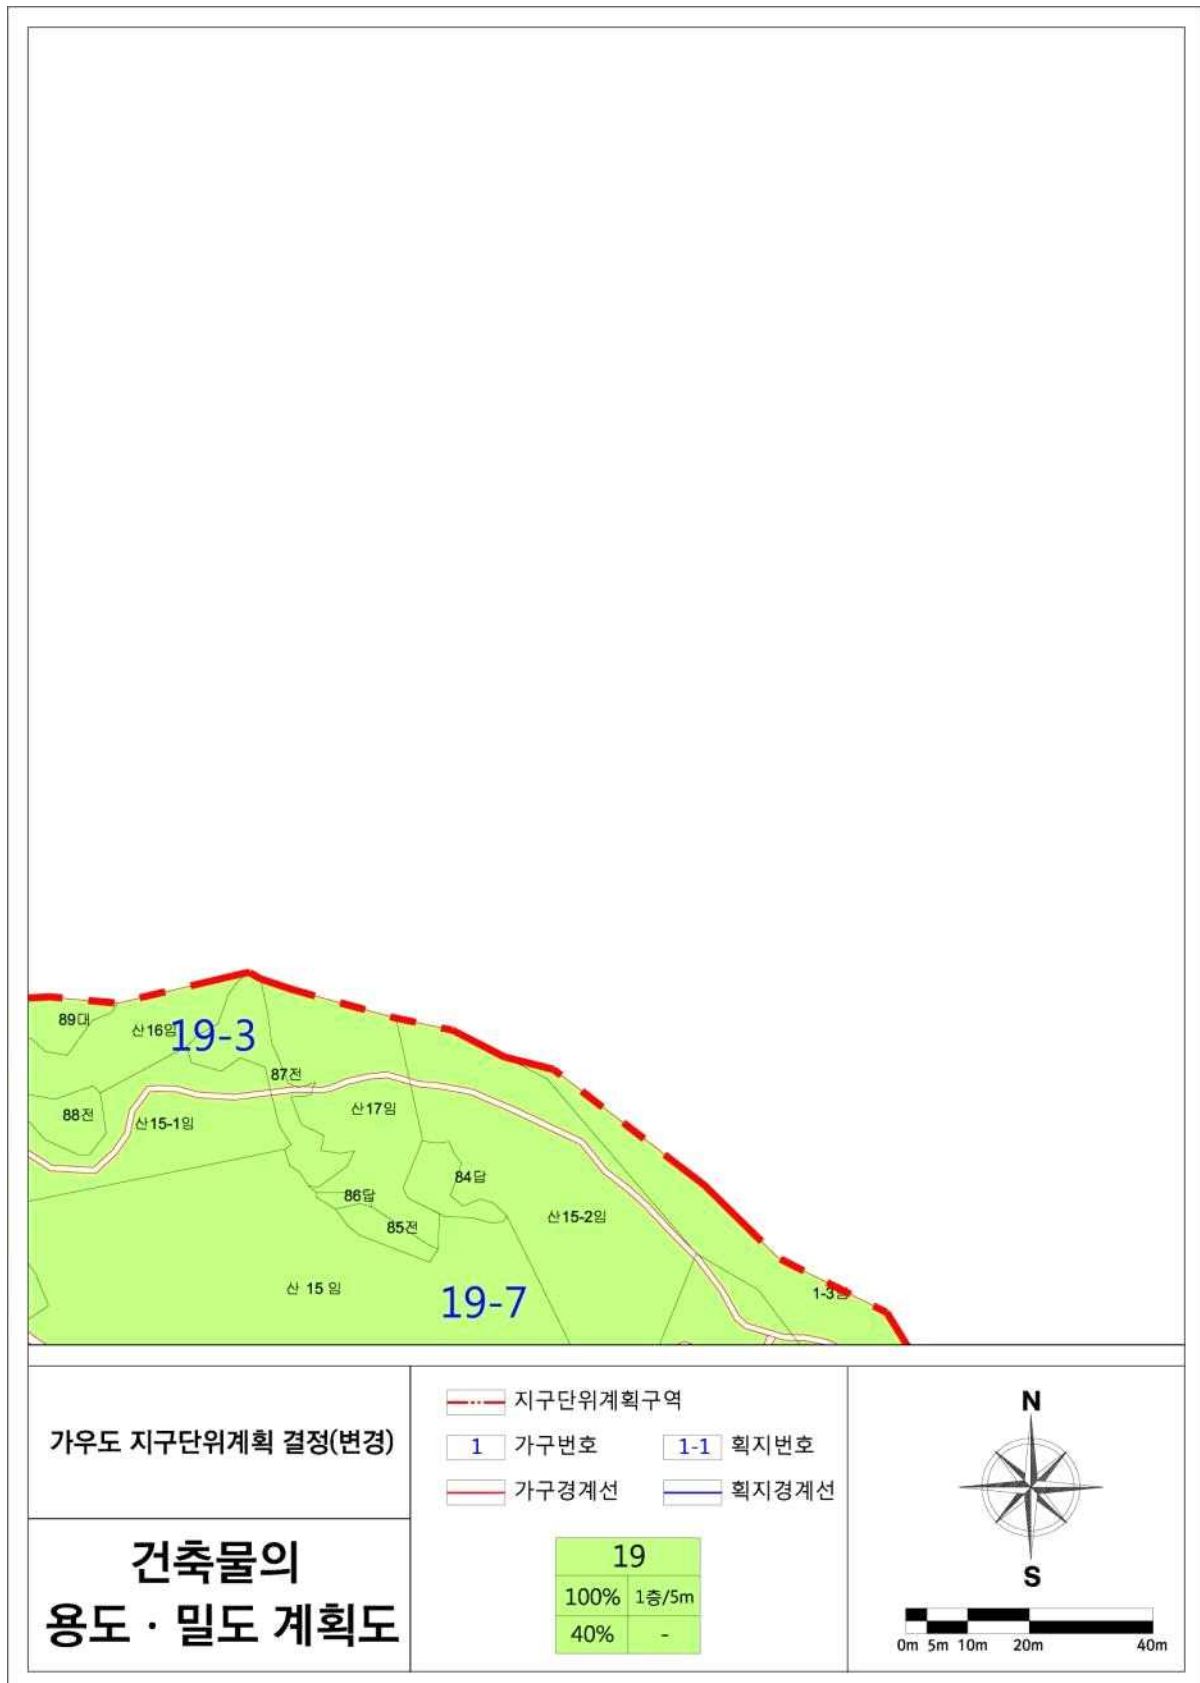 89대
산16임
19-3
87전
88전
산15-1임
산17임
84답
86답
85전
산15-2임
산 15 임
19-7
1-3임
가우도 지구단위계획 결정(변경)
건축물의
용도 · 밀도 계획도
지구단위계획구역
1 가구번호 1-1 획지번호
가구경계선 획지경계선
19
100% 1층/5m
40% -
N
S
0m 5m 10m 20m 40m